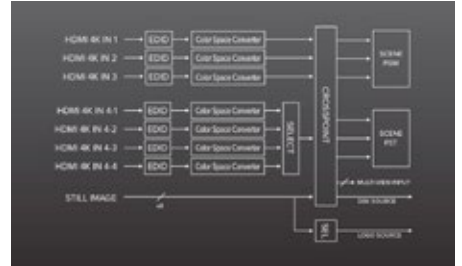 HDMI 4K IN 1 EDID Color Space Converter
HDMI 4K IN 2 EDID Color Space Converter
HDMI 4K IN 3 EDID Color Space Converter
HDMI 4K IN 4-1 EDID Color Space Converter
HDMI 4K IN 4-2 EDID Color Space Converter
HDMI 4K IN 4-3 EDID Color Space Converter
HDMI 4K IN 4-4 EDID Color Space Converter
SELECT
STILL IMAGE
CROSSPOINT
SEL
SCENE
PGM
SCENE
PST
MULTI-VIEW INPUT
DSK SOURCE
LOGO SOURCE